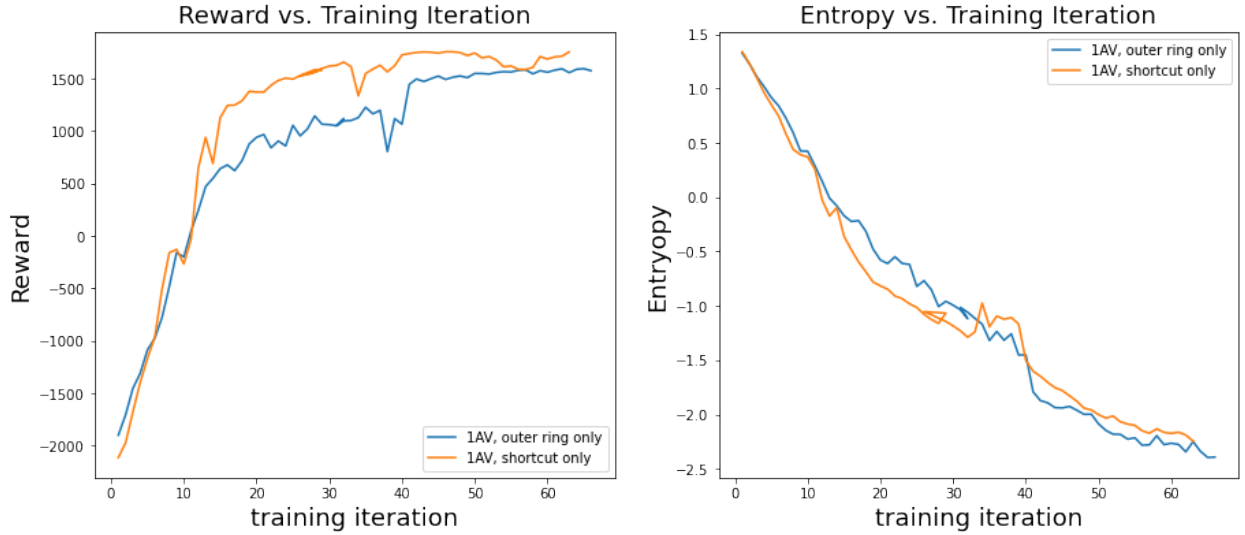 Reward vs. Training Iteration
1500
1000
500
0
−500
−1000
−1500
−2000
Reward
1AV, outer ring only
1AV, shortcut only
0 10 20 30 40 50 60
training iteration
Entropy vs. Training Iteration
1.5
1.0
0.5
0.0
−0.5
−1.0
−1.5
−2.0
−2.5
Entryopy
1AV, outer ring only
1AV, shortcut only
0 10 20 30 40 50 60
training iteration